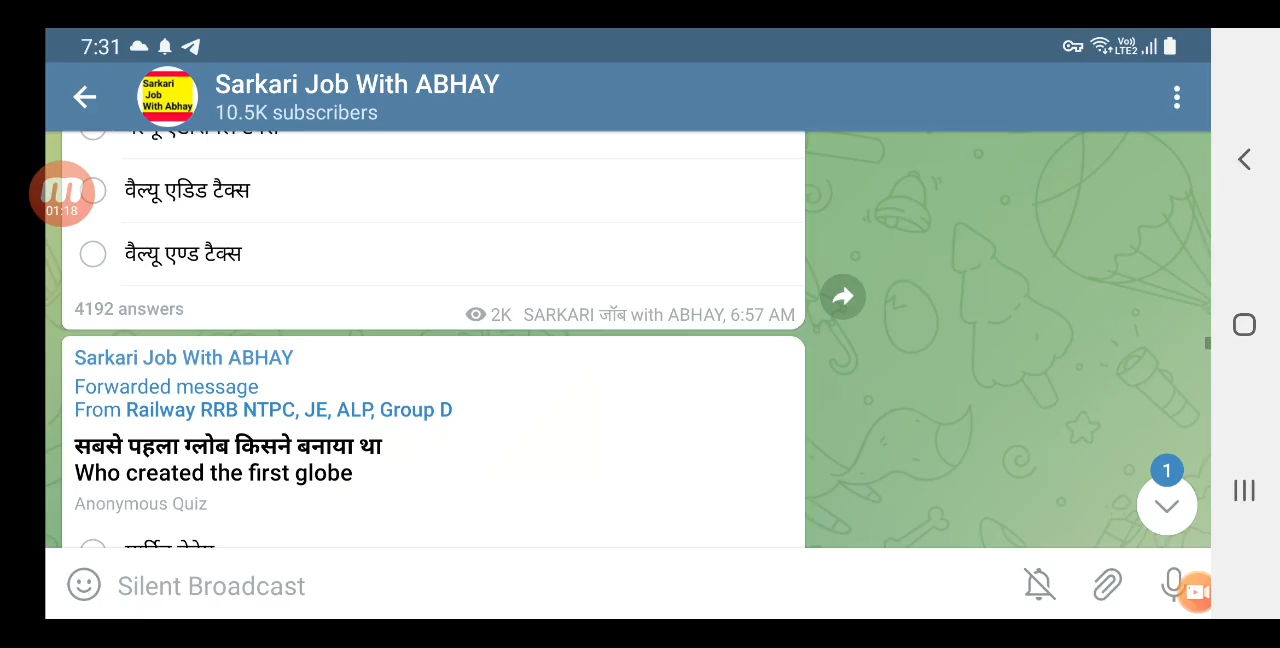 7:31
Vo)) LTE2
Sarkari Job With Abhay
Sarkari Job With ABHAY
10.5K subscribers
वैल्यू एडिड टैक्स
01:18
वैल्यू एण्ड टैक्स
4192 answers
2K SARKARI जॉब with ABHAY, 6:57 AM
Sarkari Job With ABHAY
Forwarded message
From Railway RRB NTPC, JE, ALP, Group D
सबसे पहला ग्लोब किसने बनाया था
Who created the first globe
Anonymous Quiz
1
Silent Broadcast